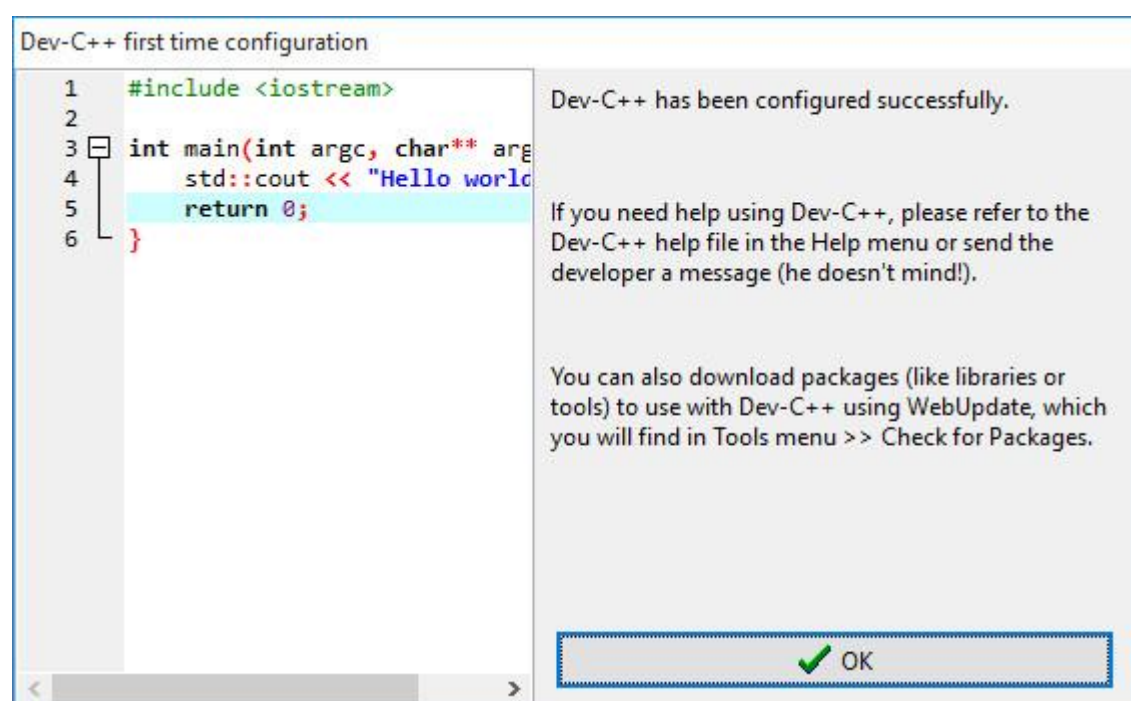 Dev-C++ first time configuration
1 #include <iostream>
2
3 int main(int argc, char** arg
4 std::cout << "Hello world
5 return 0;
6 }
Dev-C++ has been configured successfully.
If you need help using Dev-C++, please refer to the
Dev-C++ help file in the Help menu or send the
developer a message (he doesn't mind!).
You can also download packages (like libraries or
tools) to use with Dev-C++ using WebUpdate, which
you will find in Tools menu >> Check for Packages.
OK